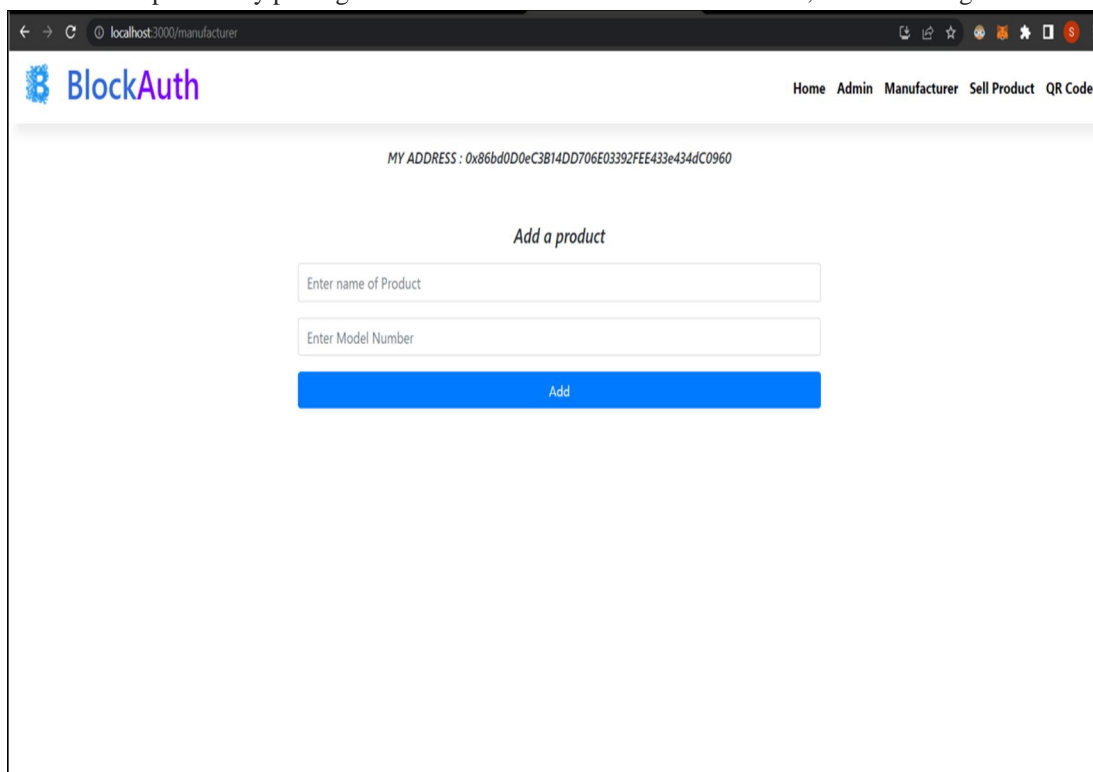 localhost:3000/manufacturer
S
BlockAuth
Home Admin Manufacturer Sell Product QR Code
MY ADDRESS : 0x86bd0D0eC3B14DD706E03392FEE433e434dC0960
Add a product
Enter name of Product
Enter Model Number
Add